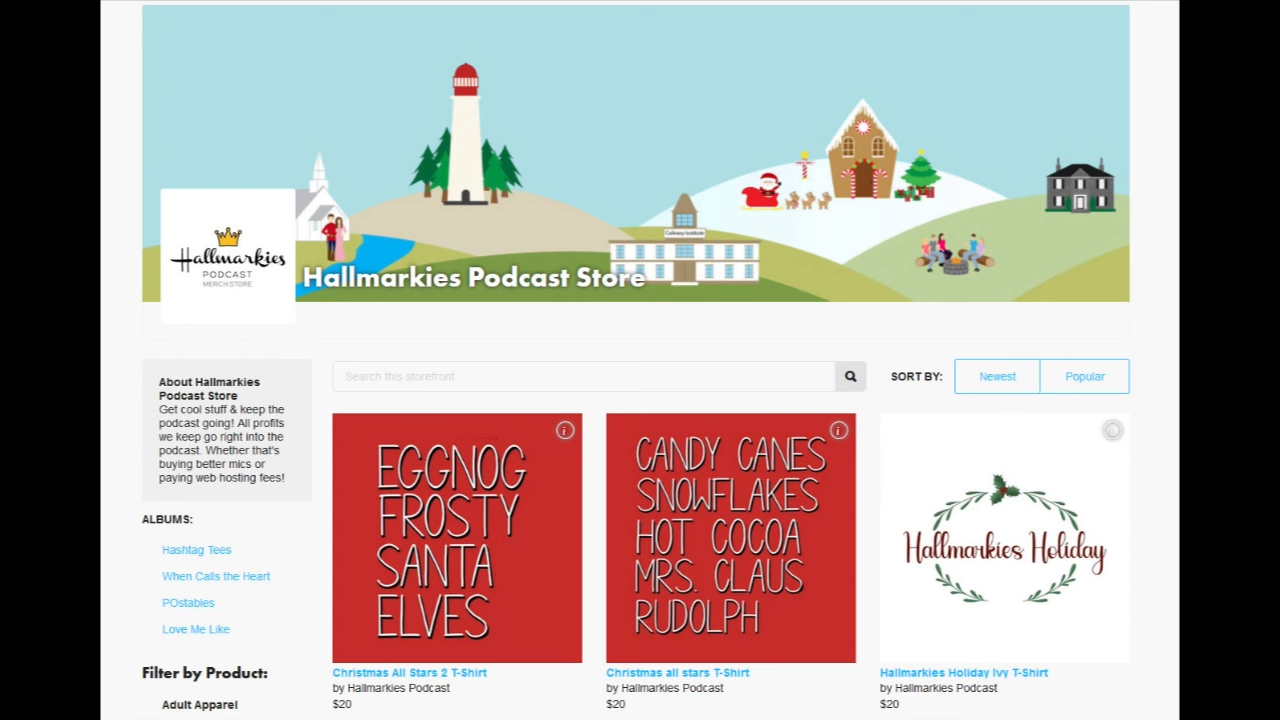 Culinary Institute
Hallmarkies
PODCAST
MERCH STORE
Hallmarkies Podcast Store
About Hallmarkies
Podcast Store
Get cool stuff & keep the
podcast going! All profits
we keep go right into the
podcast. Whether that's
buying better mics or
paying web hosting fees!
ALBUMS:
Hashtag Tees
When Calls the Heart
POstables
Love Me Like
Filter by Product:
Adult Apparel
Search this storefront
SORT BY:
Newest
Popular
EGGNOG
FROSTY
SANTA
ELVES
Christmas All Stars 2 T-Shirt
by Hallmarkies Podcast
$20
CANDY CANES
SNOWFLAKES
HOT COCOA
MRS. CLAUS
RUDOLPH
Christmas all stars T-Shirt
by Hallmarkies Podcast
$20
Hallmarkies Holiday
Hallmarkies Holiday Ivy T-Shirt
by Hallmarkies Podcast
$20